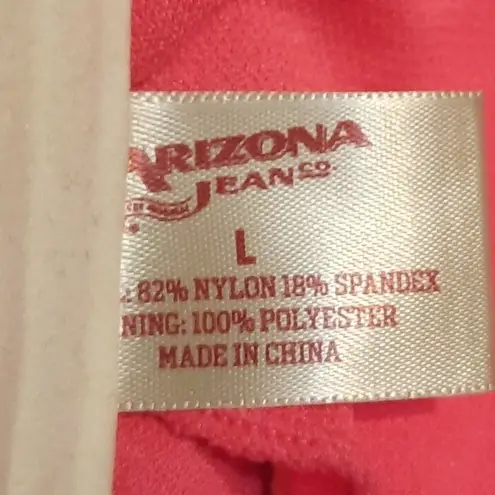 ARIZONA
JEAN CO
L
: 82% NYLON 18% SPANDEX
NING: 100% POLYESTER
MADE IN CHINA